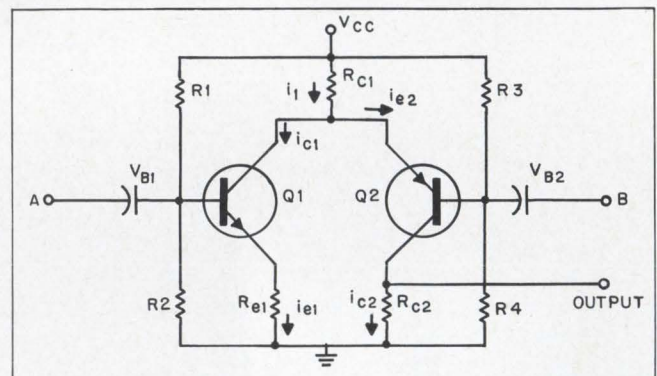 VCC
R1
i1
RC1
ie2
R3
iC1
VB1
VB2
A
Q1
Q2
B
R2
Re1
ie1
iC2
RC2
R4
OUTPUT